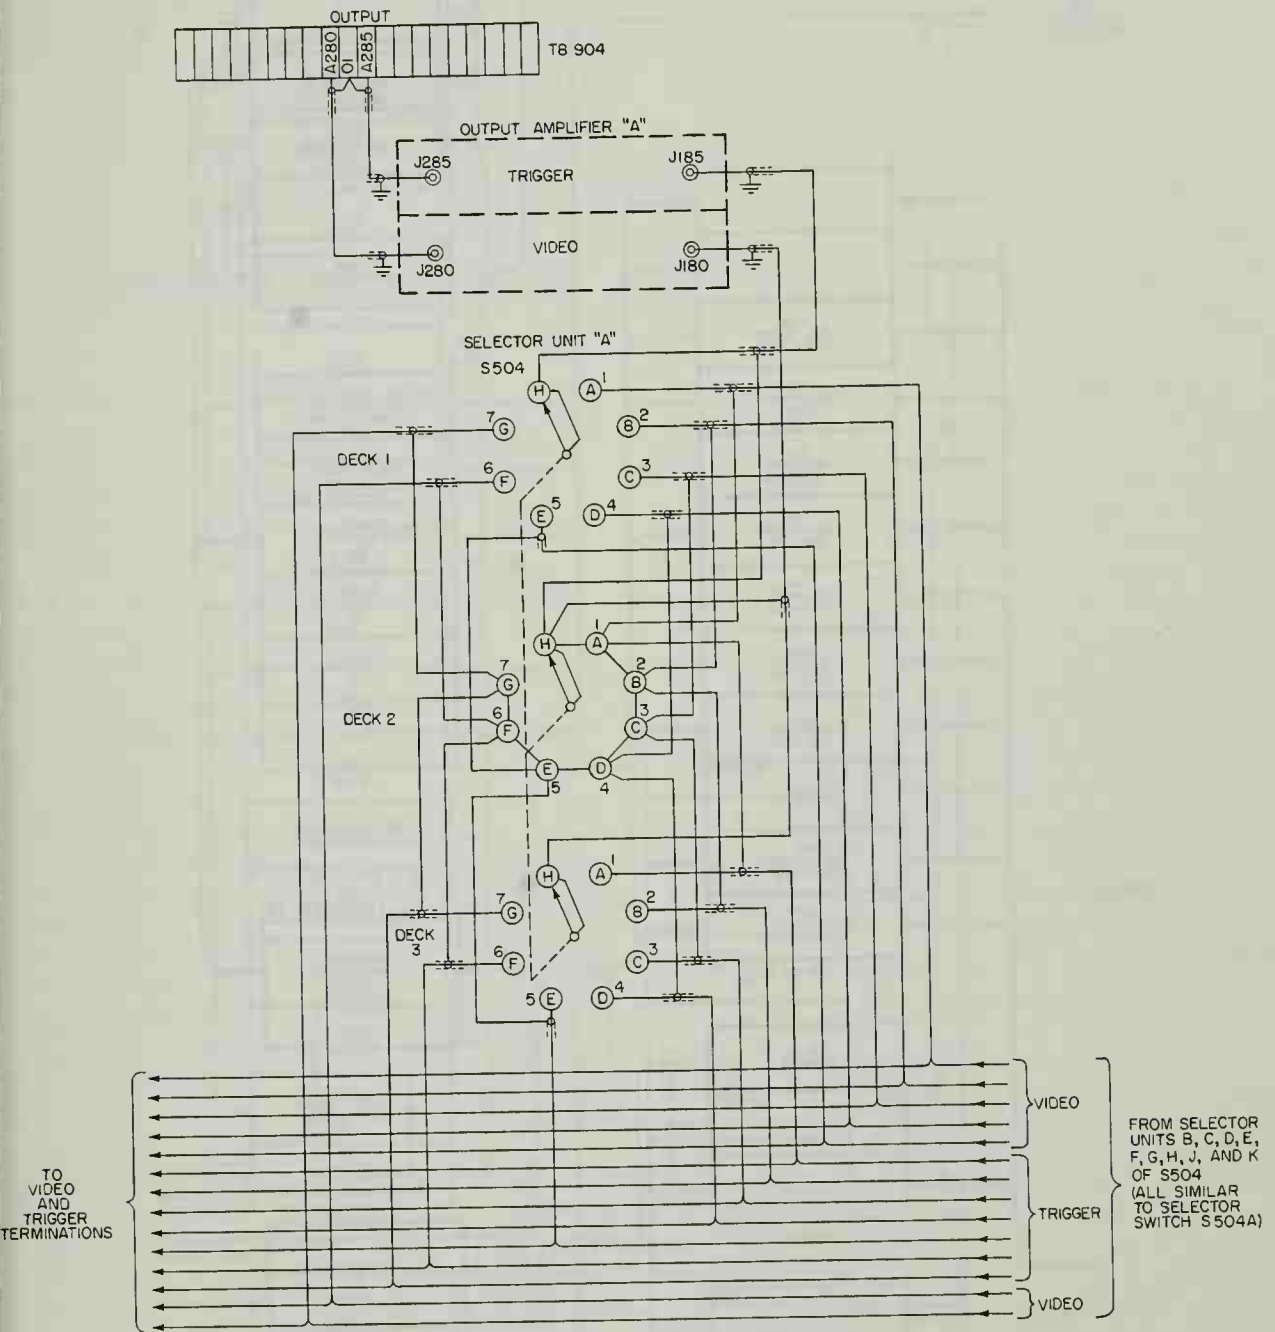 OUTPUT
A280
01
A285
T8 904
OUTPUT AMPLIFIER "A"
J285
TRIGGER
J185
VIDEO
J280
J180
SELECTOR UNIT "A"
S504
H
A
1
7
G
B
2
DECK 1
6
F
C
3
E
5
D
4
H
1
A
7
G
2
B
DECK 2
6
F
3
C
E
5
D
4
H
A
1
7
G
B
2
DECK
3
6
F
C
3
5
E
D
4
VIDEO
TRIGGER
VIDEO
FROM SELECTOR
UNITS B, C, D, E,
F, G, H, J, AND K
OF S504
(ALL SIMILAR
TO SELECTOR
SWITCH S504A)
TO
VIDEO
AND
TRIGGER
TERMINATIONS